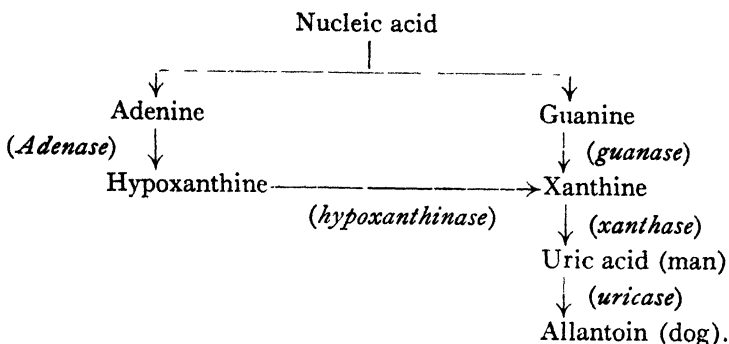 Nucleic acid
Adenine Guanine
(Adenase) (guanase)
Hypoxanthine Xanthine
(hypoxanthinase) (xanthase)
Uric acid (man)
(uricase)
Allantoin (dog).